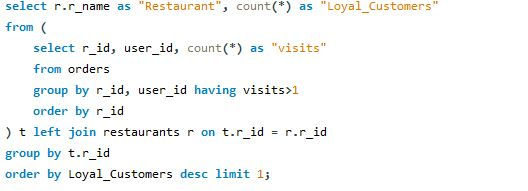 select r.r_name as "Restaurant", count(*) as "Loyal_Customers"
from (
    select r_id, user_id, count(*) as "visits"
    from orders
    group by r_id, user_id having visits>1
    order by r_id
) t left join restaurants r on t.r_id = r.r_id
group by t.r_id
order by Loyal_Customers desc limit 1;